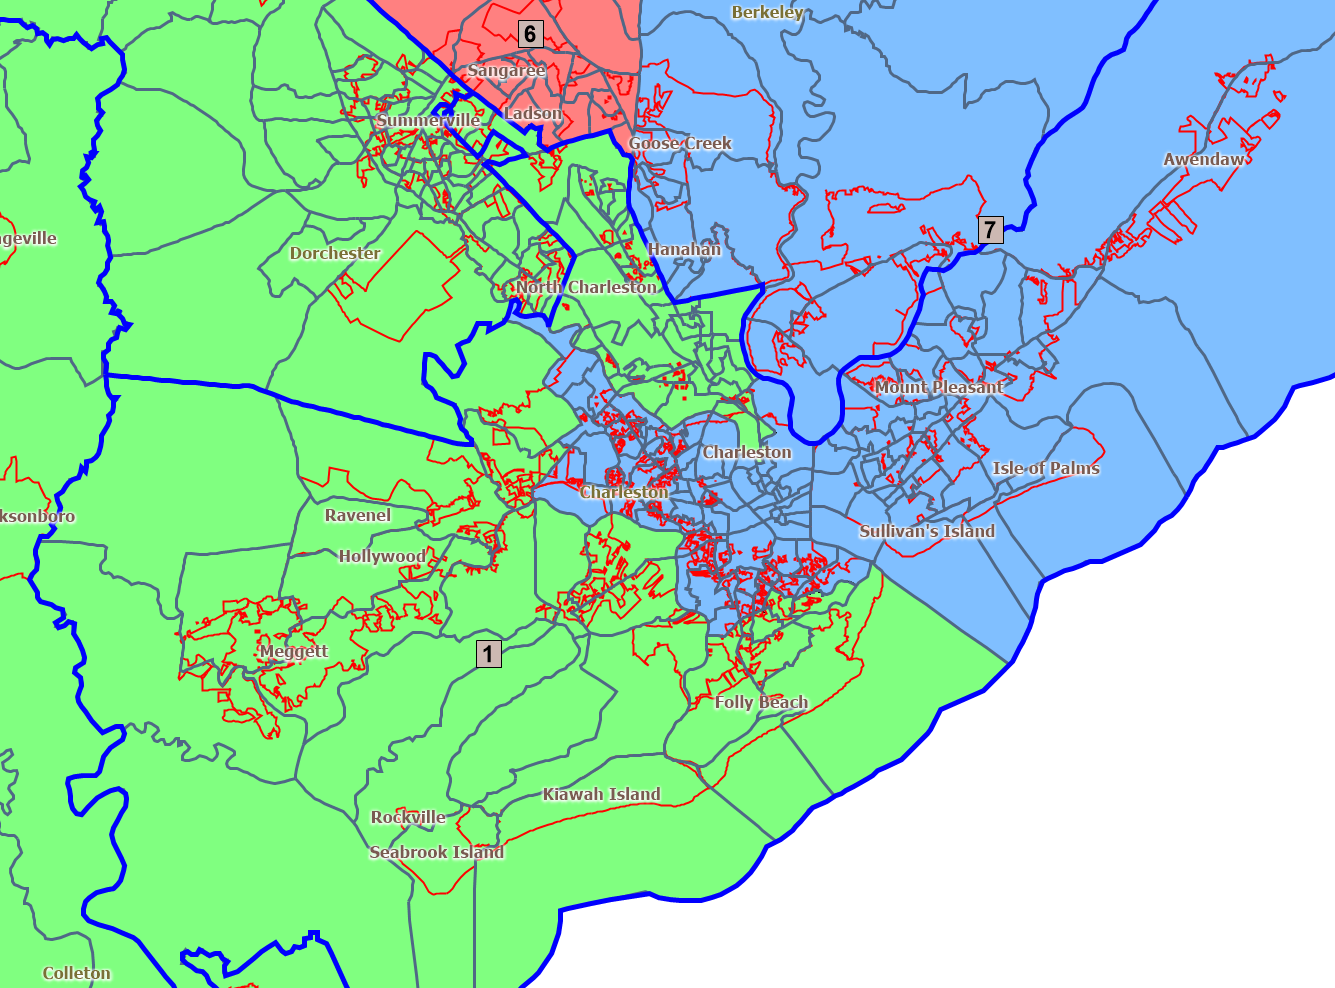 Berkeley
6
Sangaree
Ladson
Summerville
Goose Creek
Awendaw
7
geville
Dorchester
Hanahan
North Charleston
Mount Pleasant
Charleston
Isle of Palms
Charleston
ksonboro
Ravenel
Sullivan's Island
Hollywood
Meggett
1
Folly Beach
Kiawah Island
Rockville
Seabrook Island
Colleton